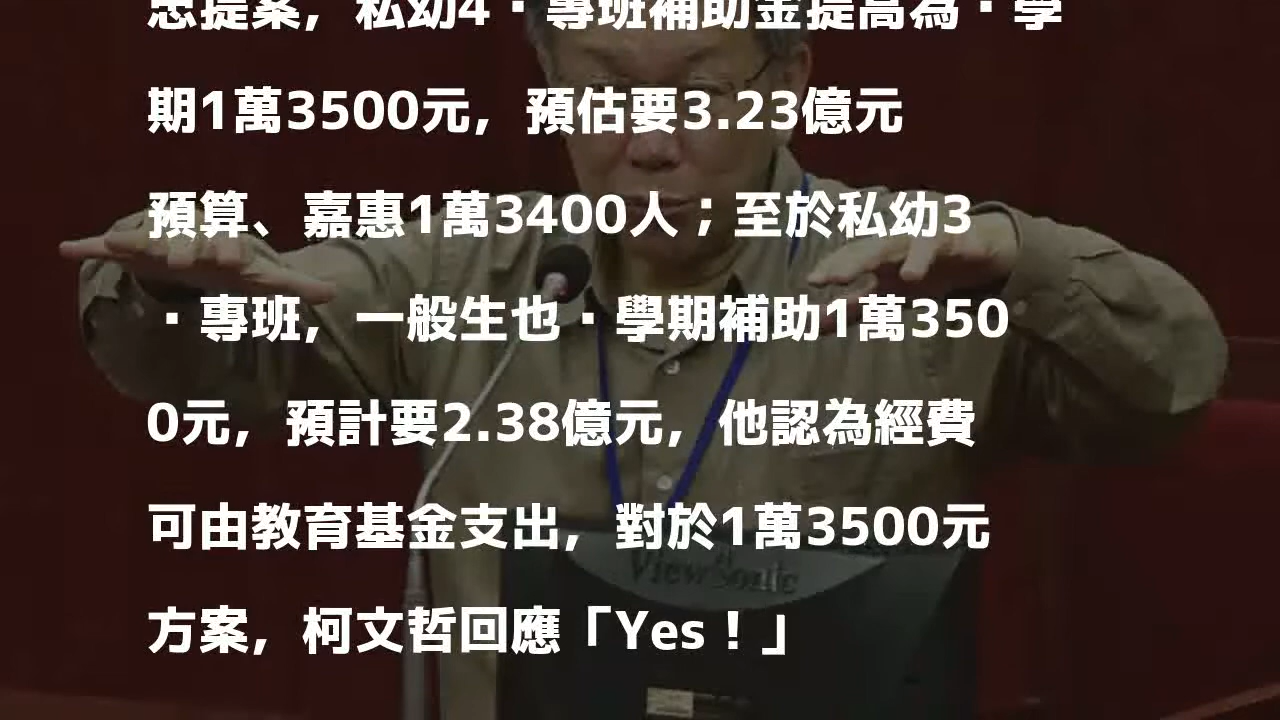 忠提案，私幼4·專班補助金提高為·學
期1萬3500元，預估要3.23億元
預算、嘉惠1萬3400人；至於私幼3
·專班，一般生也·學期補助1萬350
0元，預計要2.38億元，他認為經費
可由教育基金支出，對於1萬3500元
方案，柯文哲回應「Yes！」
ViewSonic